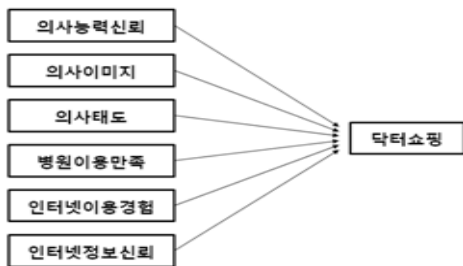 의사능력신뢰
의사이미지
의사태도
병원이용만족
인터넷이용경험
인터넷정보신뢰
닥터쇼핑